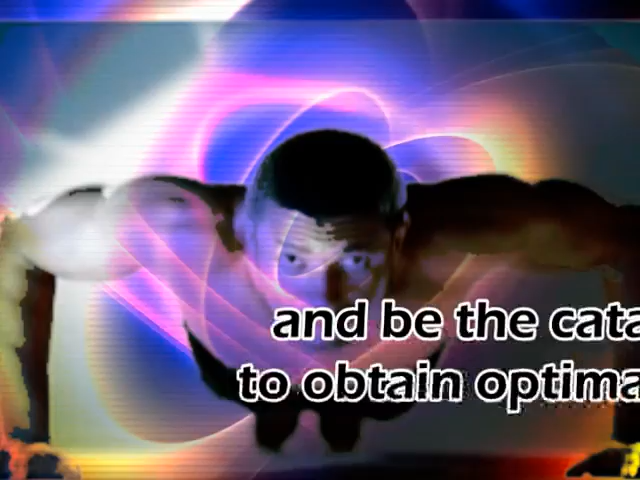 and be the cata
to obtain optima